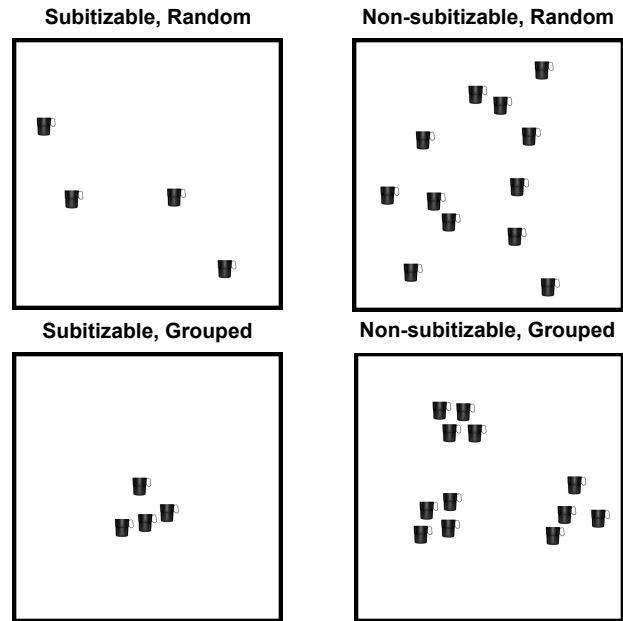 Subitizable, Random
Non-subitizable, Random
Subitizable, Grouped
Non-subitizable, Grouped